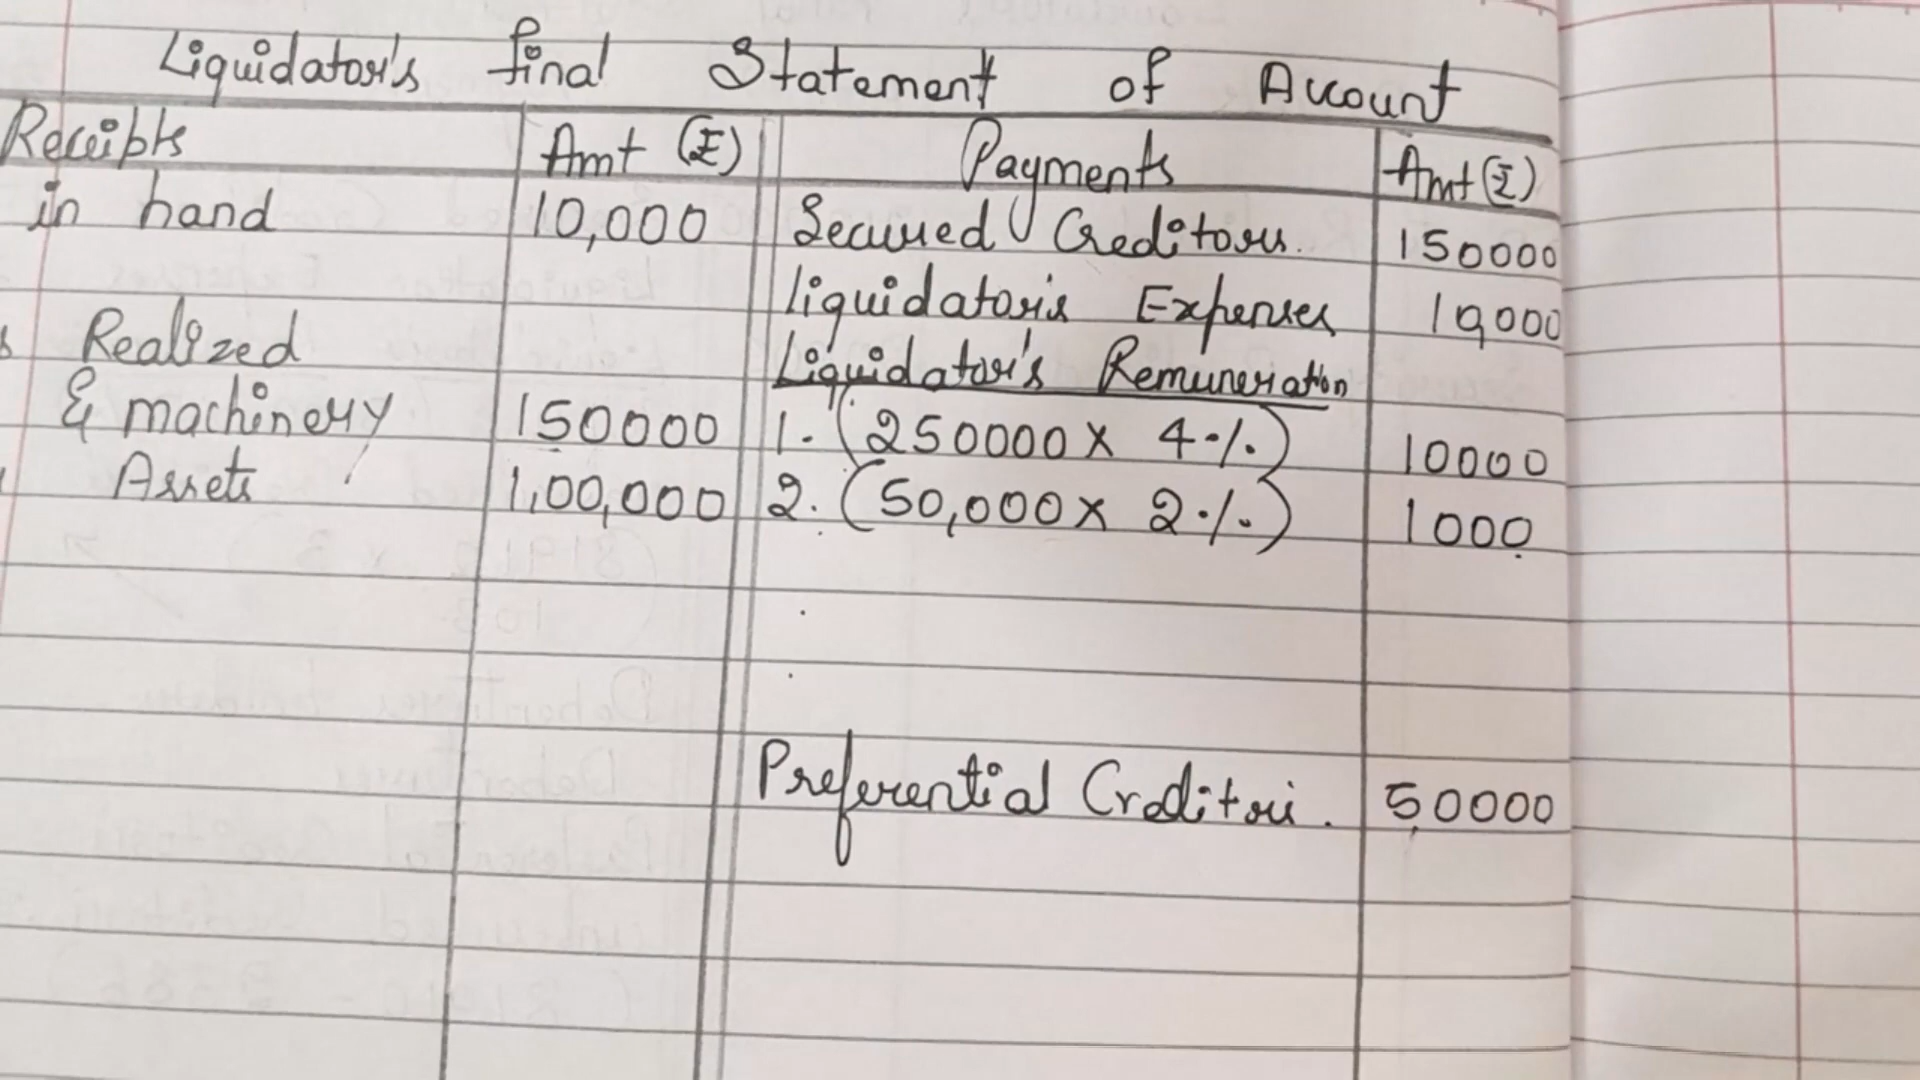 Liquidator's final Statement of Account
Receipts Amt (₹) Payments Amt (₹)
in hand 10,000 Secured Creditors. 150000
liquidator's Expenses 19000
Realized Liquidator's Remuneration
& machinery 150000 1. (250000 x 4%) 10000
Assets 1,00,000 2. (50,000 x 2%) 1000
Preferential Creditors. 50000